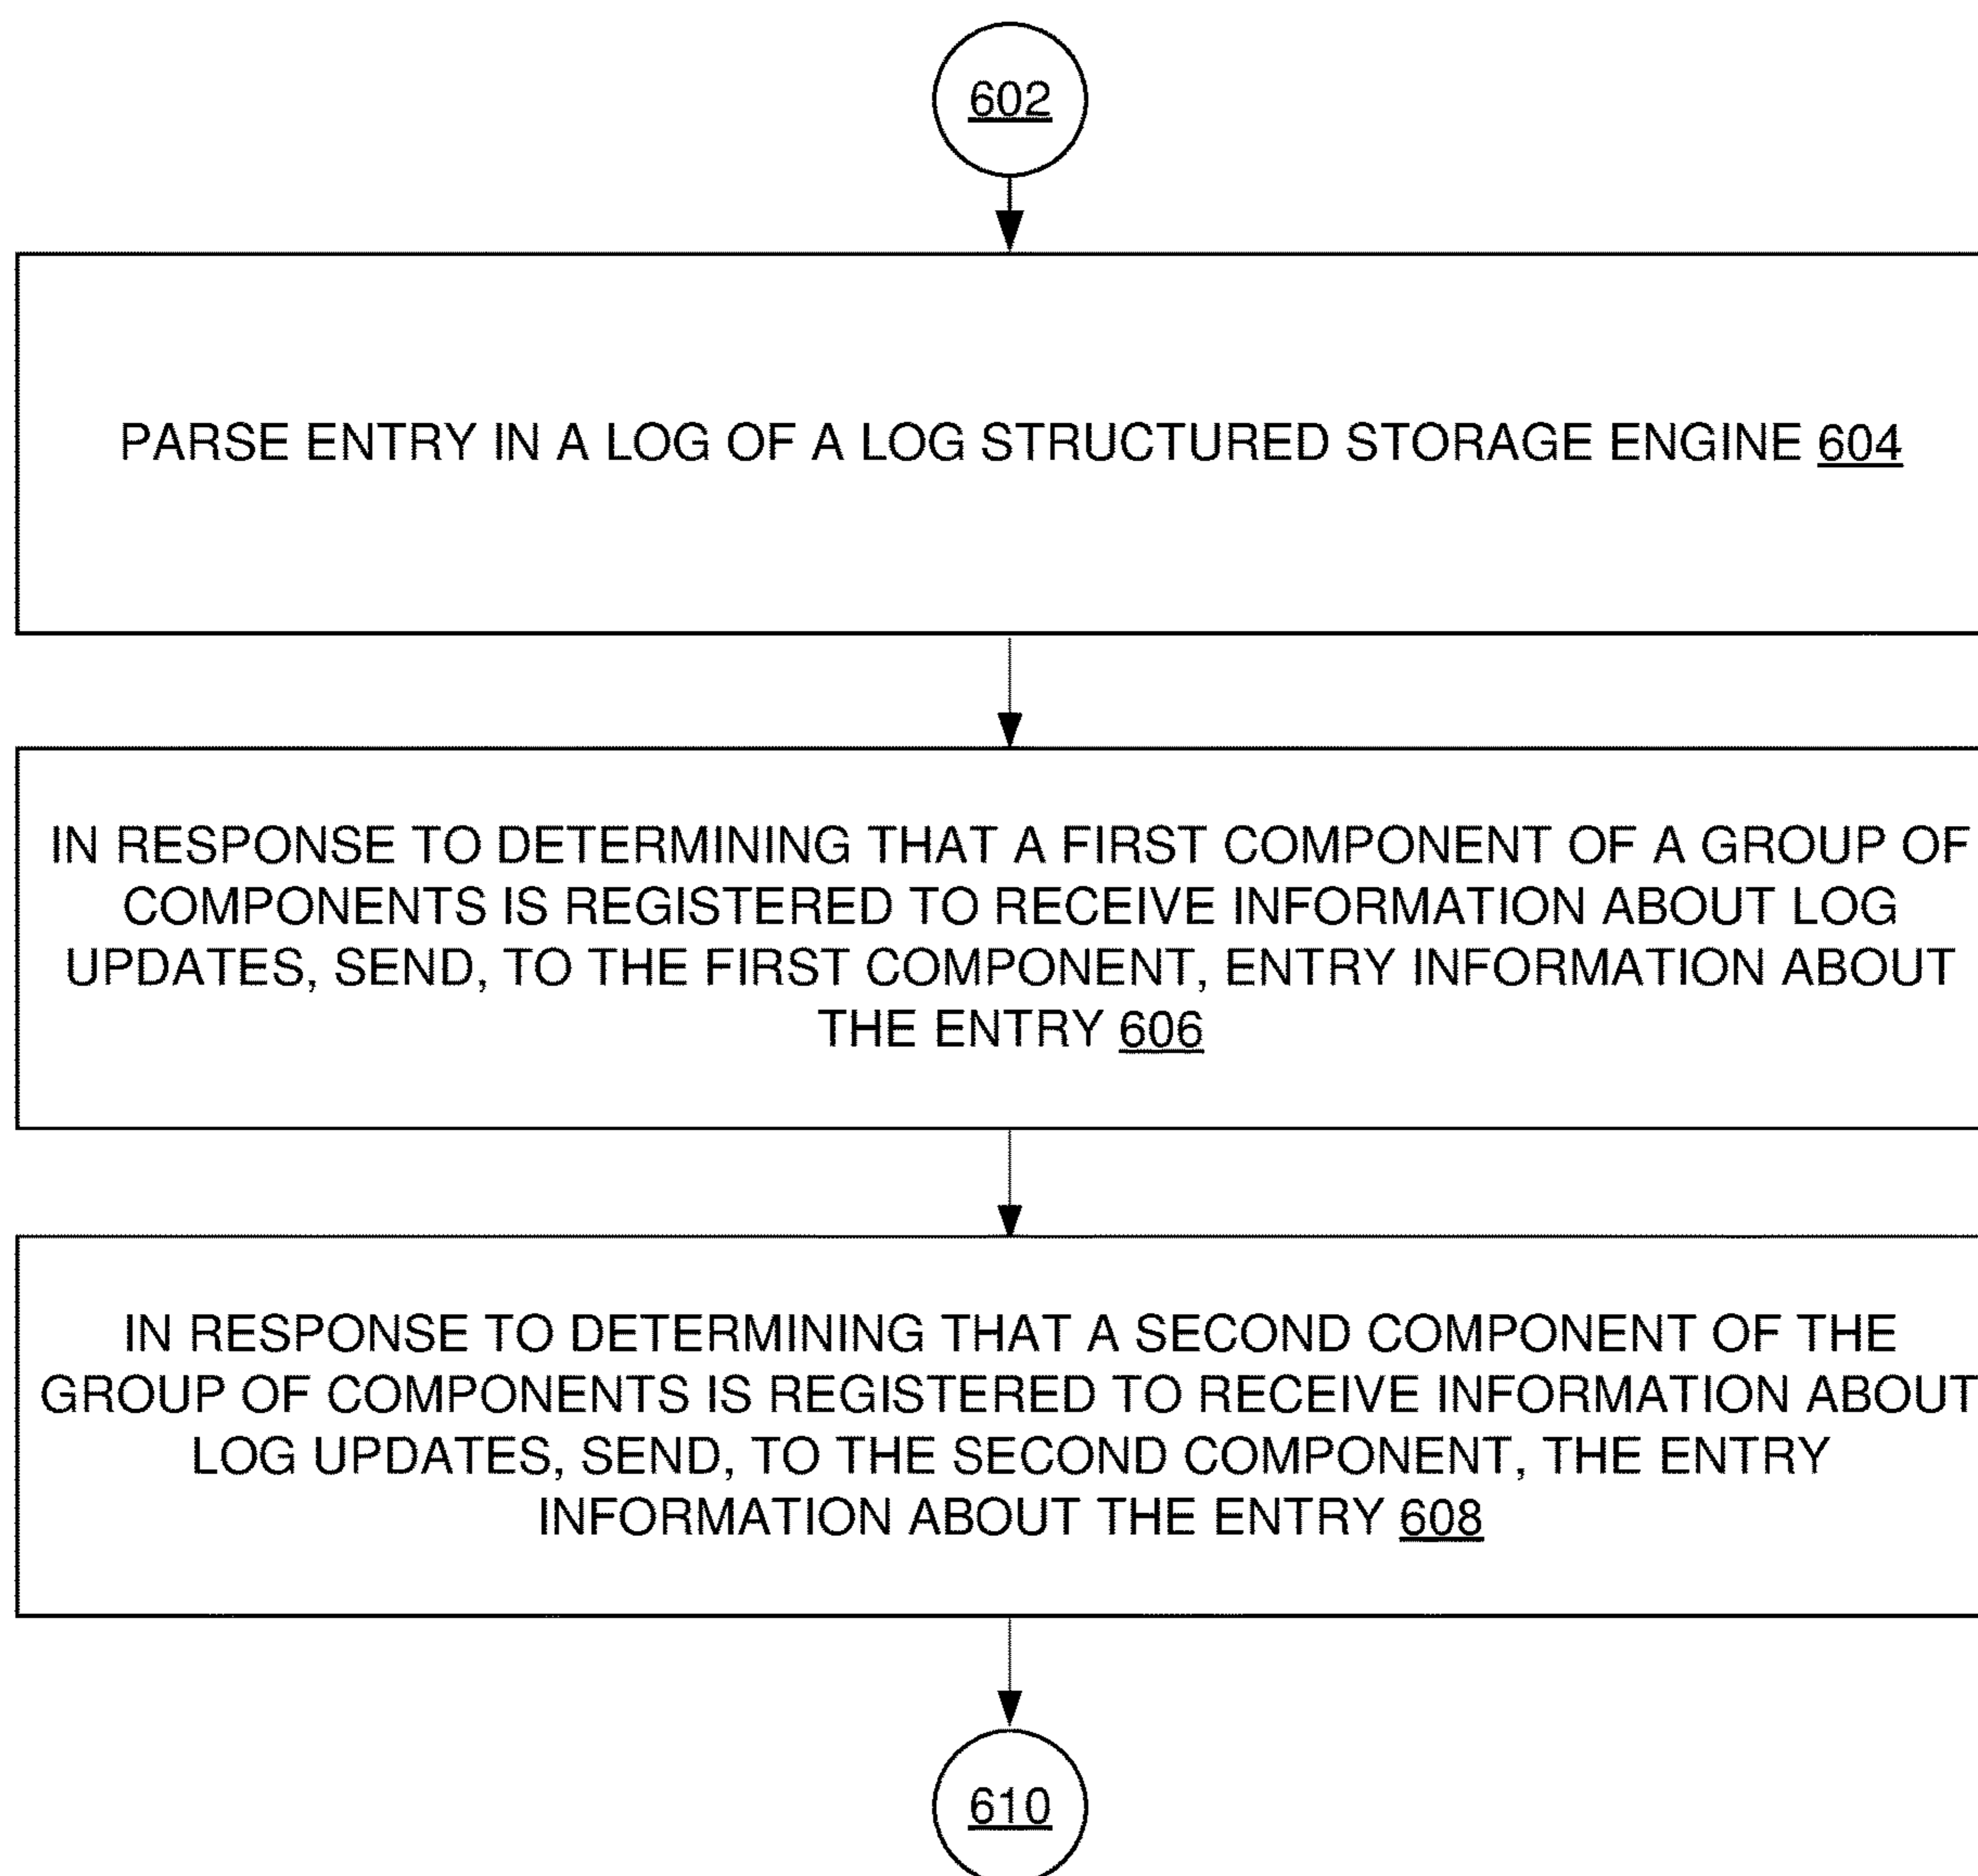 602
PARSE ENTRY IN A LOG OF A LOG STRUCTURED STORAGE ENGINE 604
IN RESPONSE TO DETERMINING THAT A FIRST COMPONENT OF A GROUP OF
COMPONENTS IS REGISTERED TO RECEIVE INFORMATION ABOUT LOG
UPDATES, SEND, TO THE FIRST COMPONENT, ENTRY INFORMATION ABOUT
THE ENTRY 606
IN RESPONSE TO DETERMINING THAT A SECOND COMPONENT OF THE
GROUP OF COMPONENTS IS REGISTERED TO RECEIVE INFORMATION ABOUT
LOG UPDATES, SEND, TO THE SECOND COMPONENT, THE ENTRY
INFORMATION ABOUT THE ENTRY 608
610